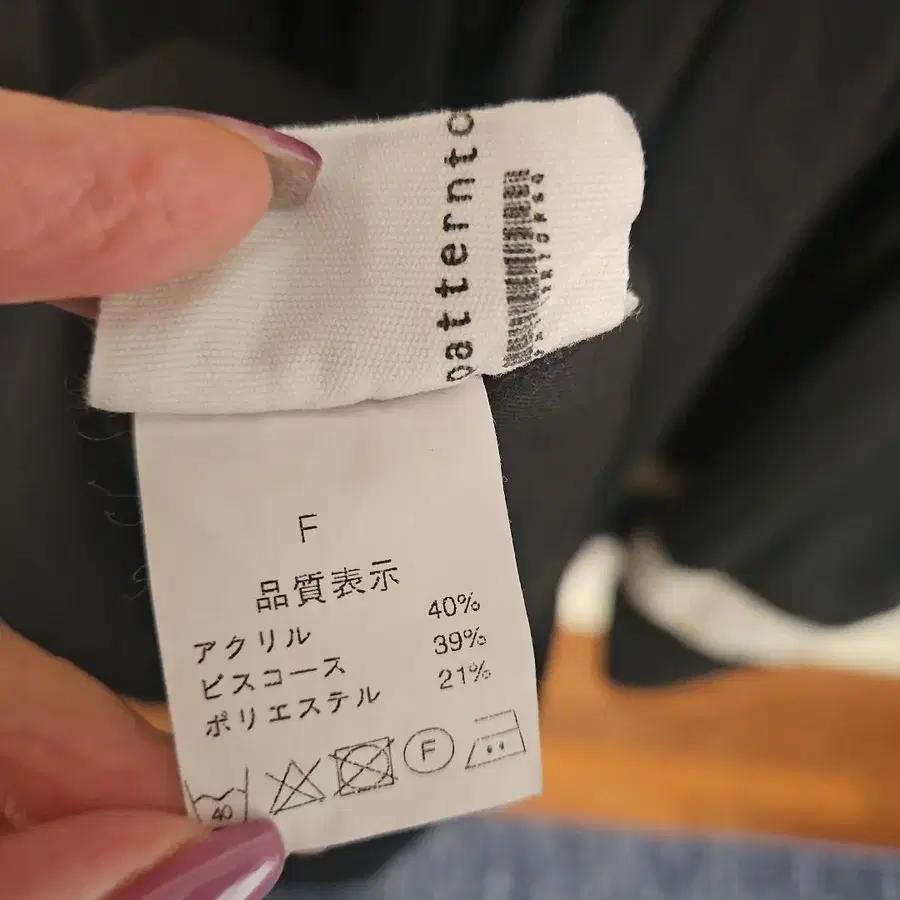 patternto
F
品質表示
アクリル 40%
ビスコース 39%
ポリエステル 21%
40
F